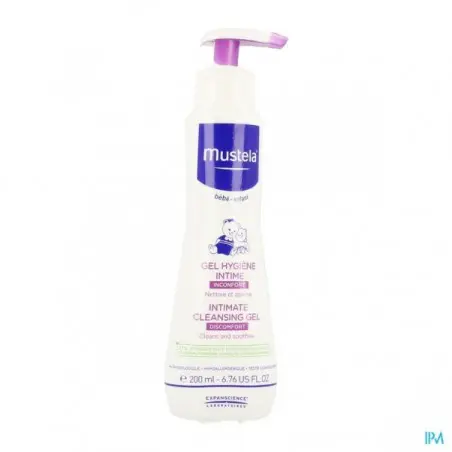 mustela
bébé - enfant
GEL HYGIÈNE
INTIME
INCONFORT
Nettoie et apaise
INTIMATE
CLEANSING GEL
DISCOMFORT
Cleans and soothes
200 ml - 6.76 US FL.OZ
EXPANSCIENCE
LABORATOIRES
IPM